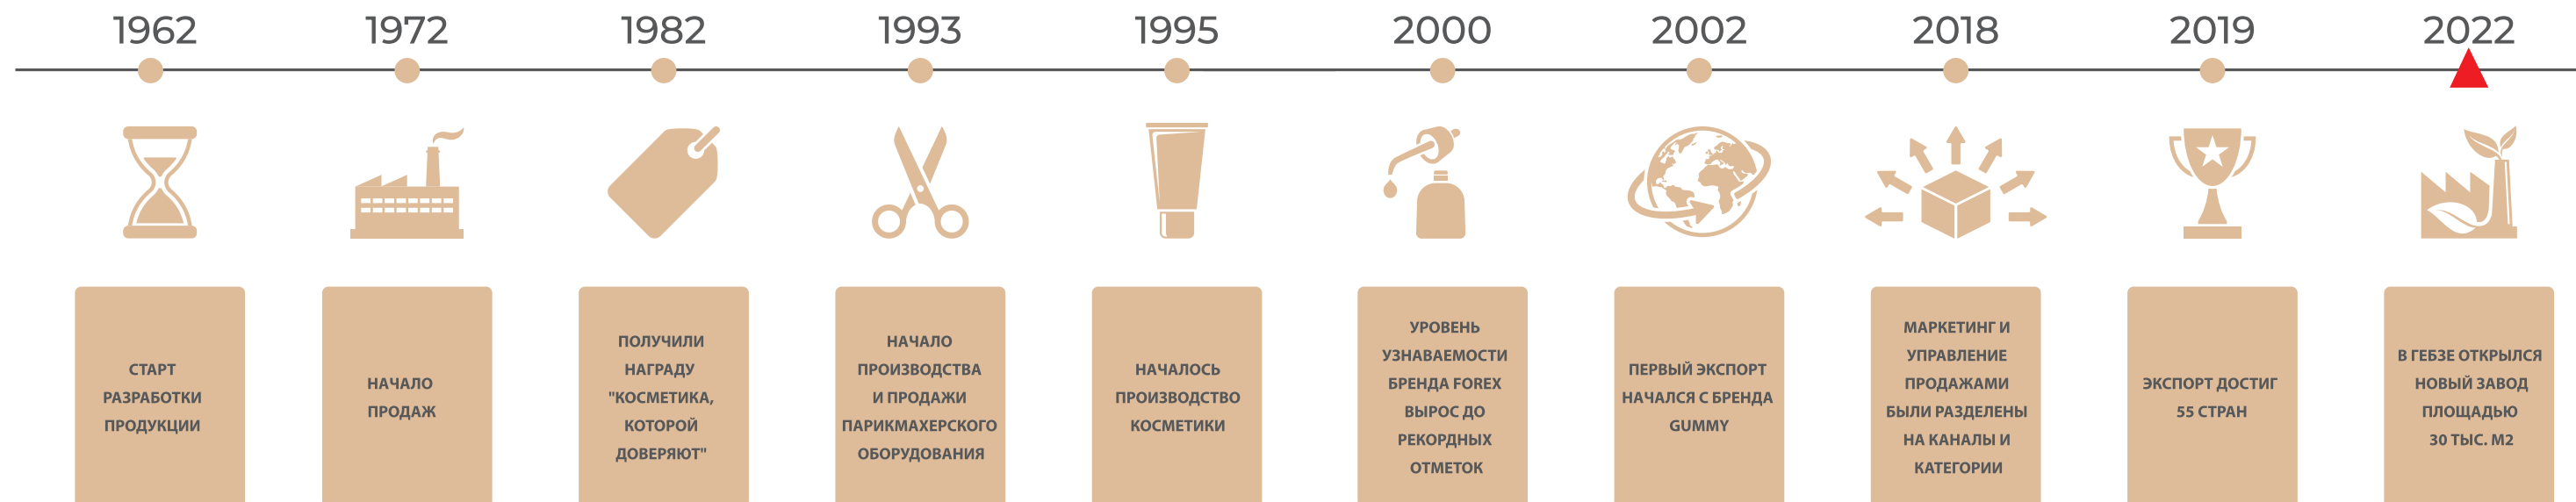 1962
1972
1982
1993
1995
2000
2002
2018
2019
2022
СТАРТ
РАЗРАБОТКИ
ПРОДУКЦИИ
НАЧАЛО
ПРОДАЖ
ПОЛУЧИЛИ
НАГРАДУ
"КОСМЕТИКА,
КОТОРОЙ
ДОВЕРЯЮТ"
НАЧАЛО
ПРОИЗВОДСТВА
И ПРОДАЖИ
ПАРИКМАХЕРСКОГО
ОБОРУДОВАНИЯ
НАЧАЛОСЬ
ПРОИЗВОДСТВО
КОСМЕТИКИ
УРОВЕНЬ
УЗНАВАЕМОСТИ
БРЕНДА FOREX
ВЫРОС ДО
РЕКОРДНЫХ
ОТМЕТОК
ПЕРВЫЙ ЭКСПОРТ
НАЧАЛСЯ С БРЕНДА
GUMMY
МАРКЕТИНГ И
УПРАВЛЕНИЕ
ПРОДАЖАМИ
БЫЛИ РАЗДЕЛЕНЫ
НА КАНАЛЫ И
КАТЕГОРИИ
ЭКСПОРТ ДОСТИГ
55 СТРАН
В ГЕБЗЕ ОТКРЫЛСЯ
НОВЫЙ ЗАВОД
ПЛОЩАДЬЮ
30 ТЫС. М2